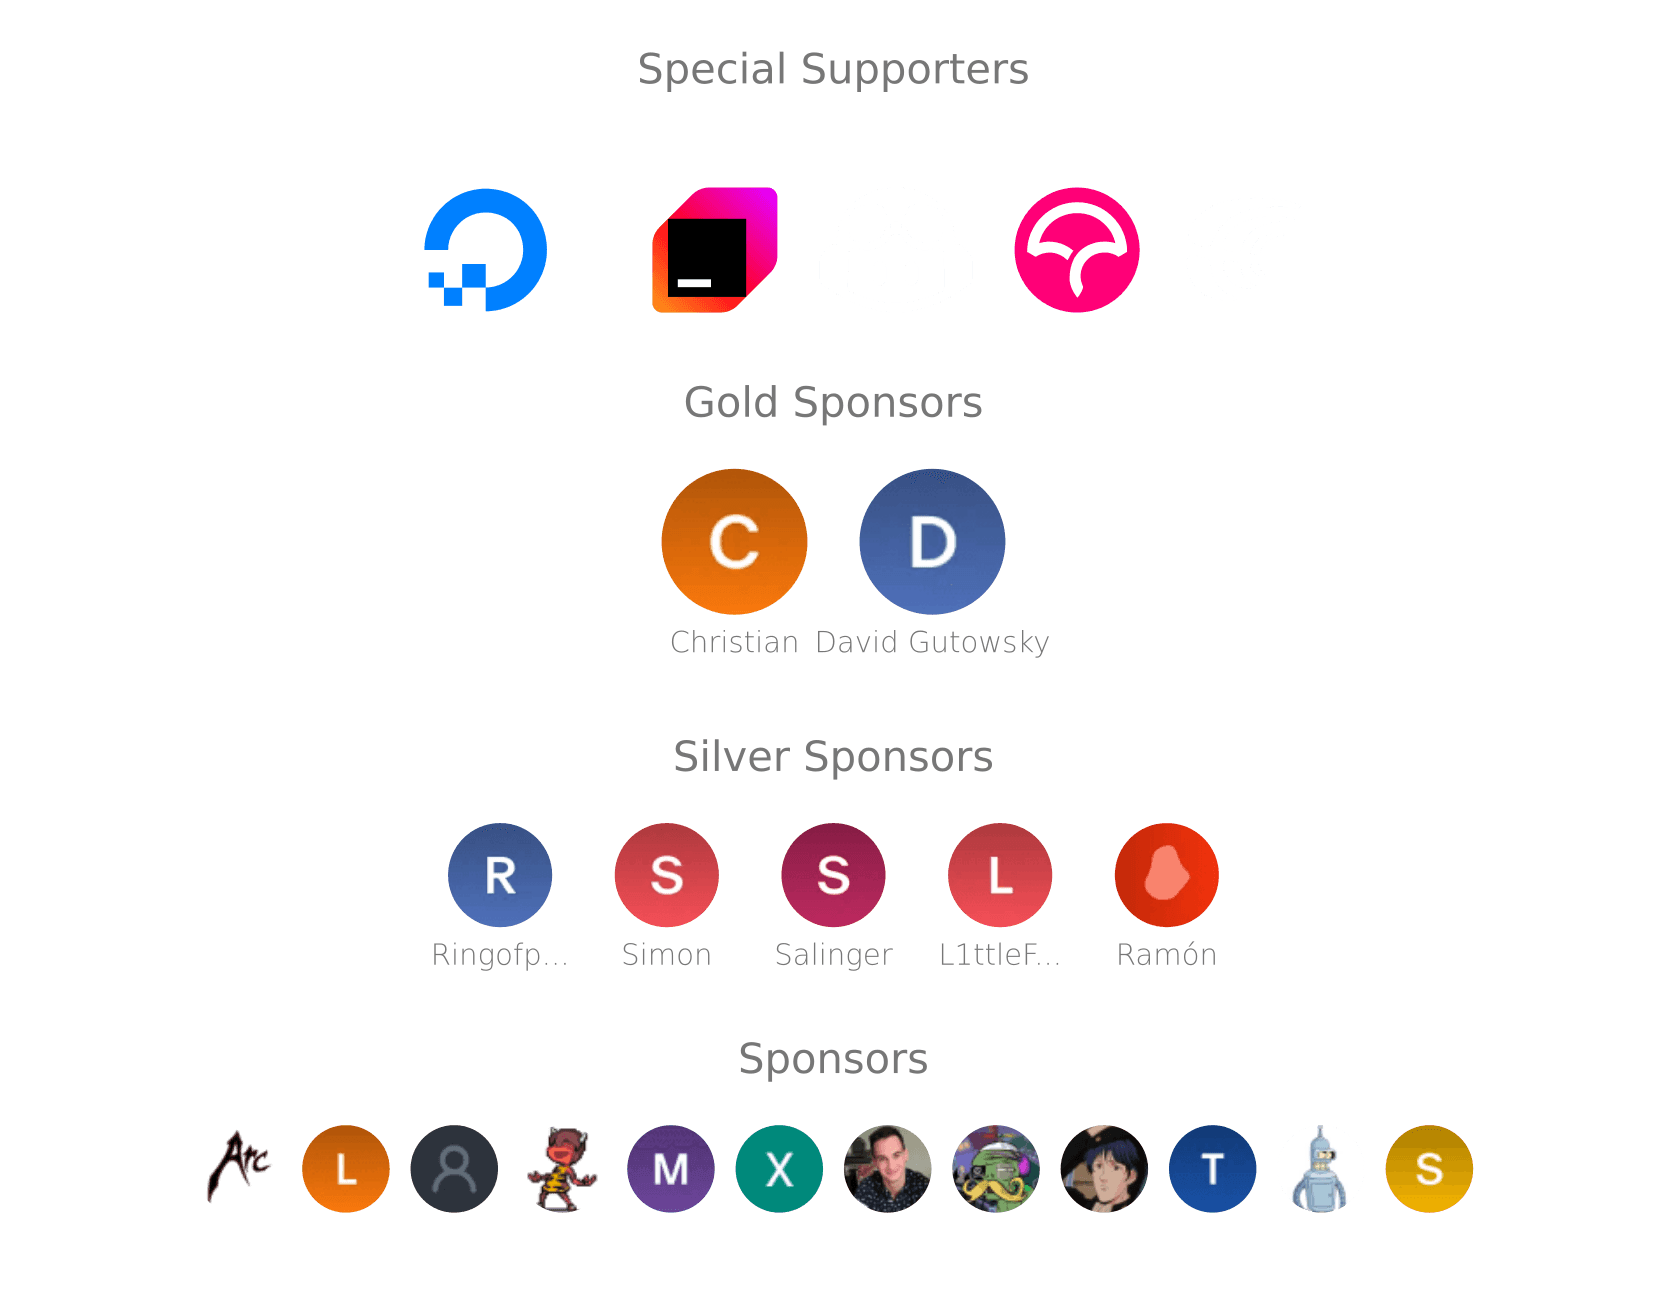 Special Supporters
Gold Sponsors
C D
Christian David Gutowsky
Silver Sponsors
R S S L
Ringofp... Simon Salinger L1ttleF... Ramón
Sponsors
Arc L M X T S